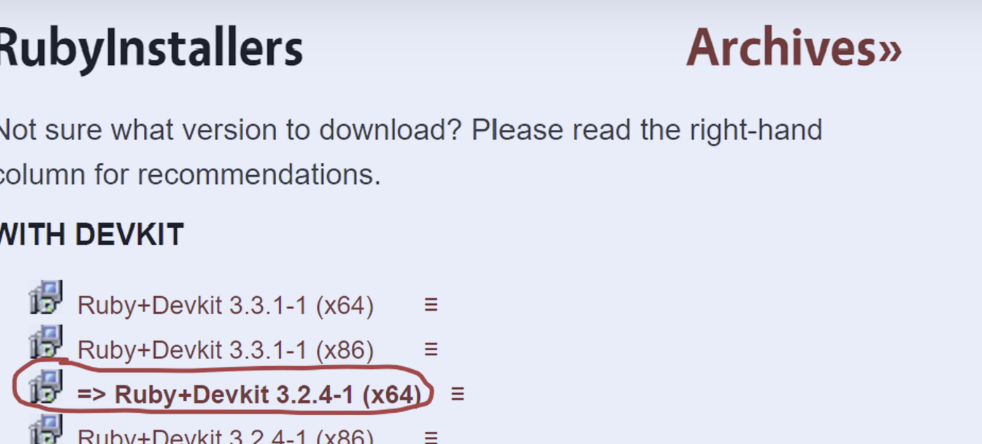 RubyInstallers Archives»
Not sure what version to download? Please read the right-hand
column for recommendations.
WITH DEVKIT
Ruby+Devkit 3.3.1-1 (x64) ≡
Ruby+Devkit 3.3.1-1 (x86) ≡
=> Ruby+Devkit 3.2.4-1 (x64) ≡
Ruby+Devkit 3.2.4-1 (x86) ≡